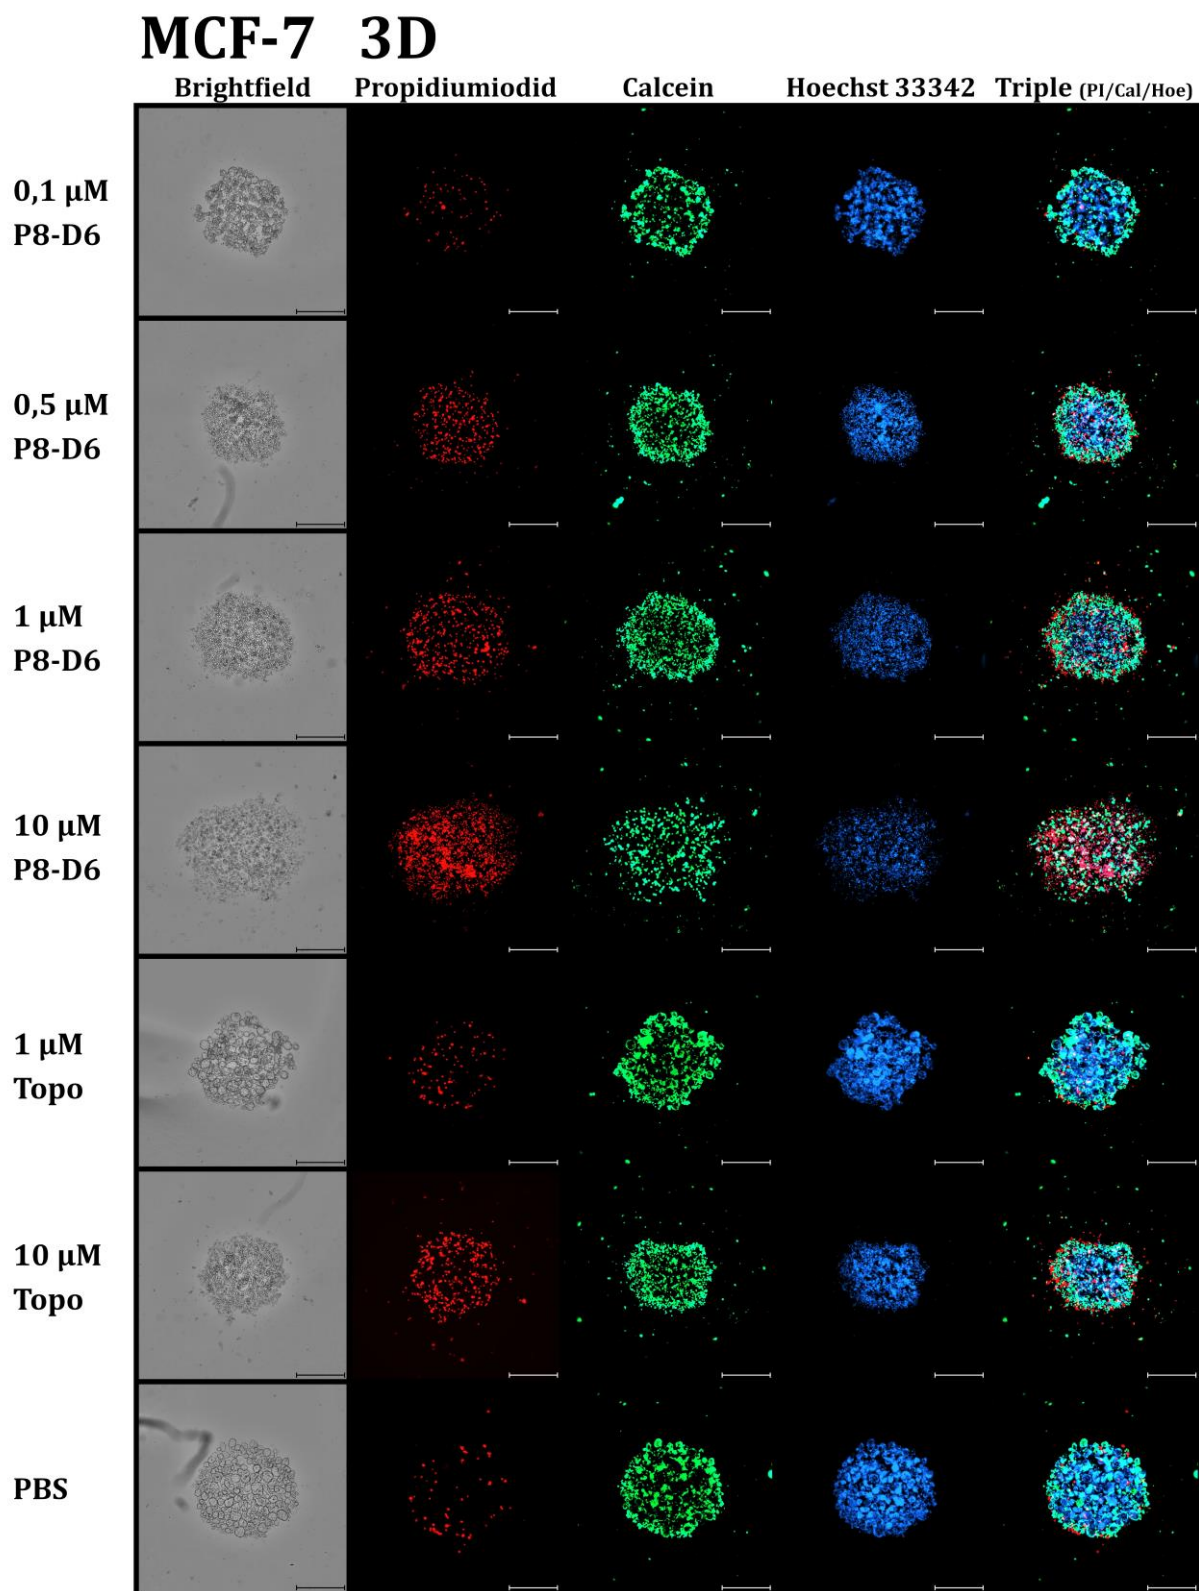 MCF-7 3D
Brightfield Propidiumiodid Calcein Hoechst 33342 Triple (PI/Cal/Hoe)
0,1 µM
P8-D6
0,5 µM
P8-D6
1 µM
P8-D6
10 µM
P8-D6
1 µM
Topo
10 µM
Topo
PBS